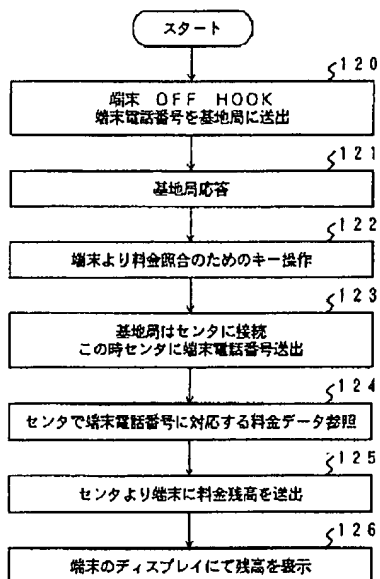 スタート
120
端末 OFF HOOK
端末電話番号を基地局に送出
121
基地局応答
122
端末より料金照合のためのキー操作
123
基地局はセンタに接続
この時センタに端末電話番号送出
124
センタで端末電話番号に対応する料金データ参照
125
センタより端末に料金残高を送出
126
端末のディスプレイにて残高を表示